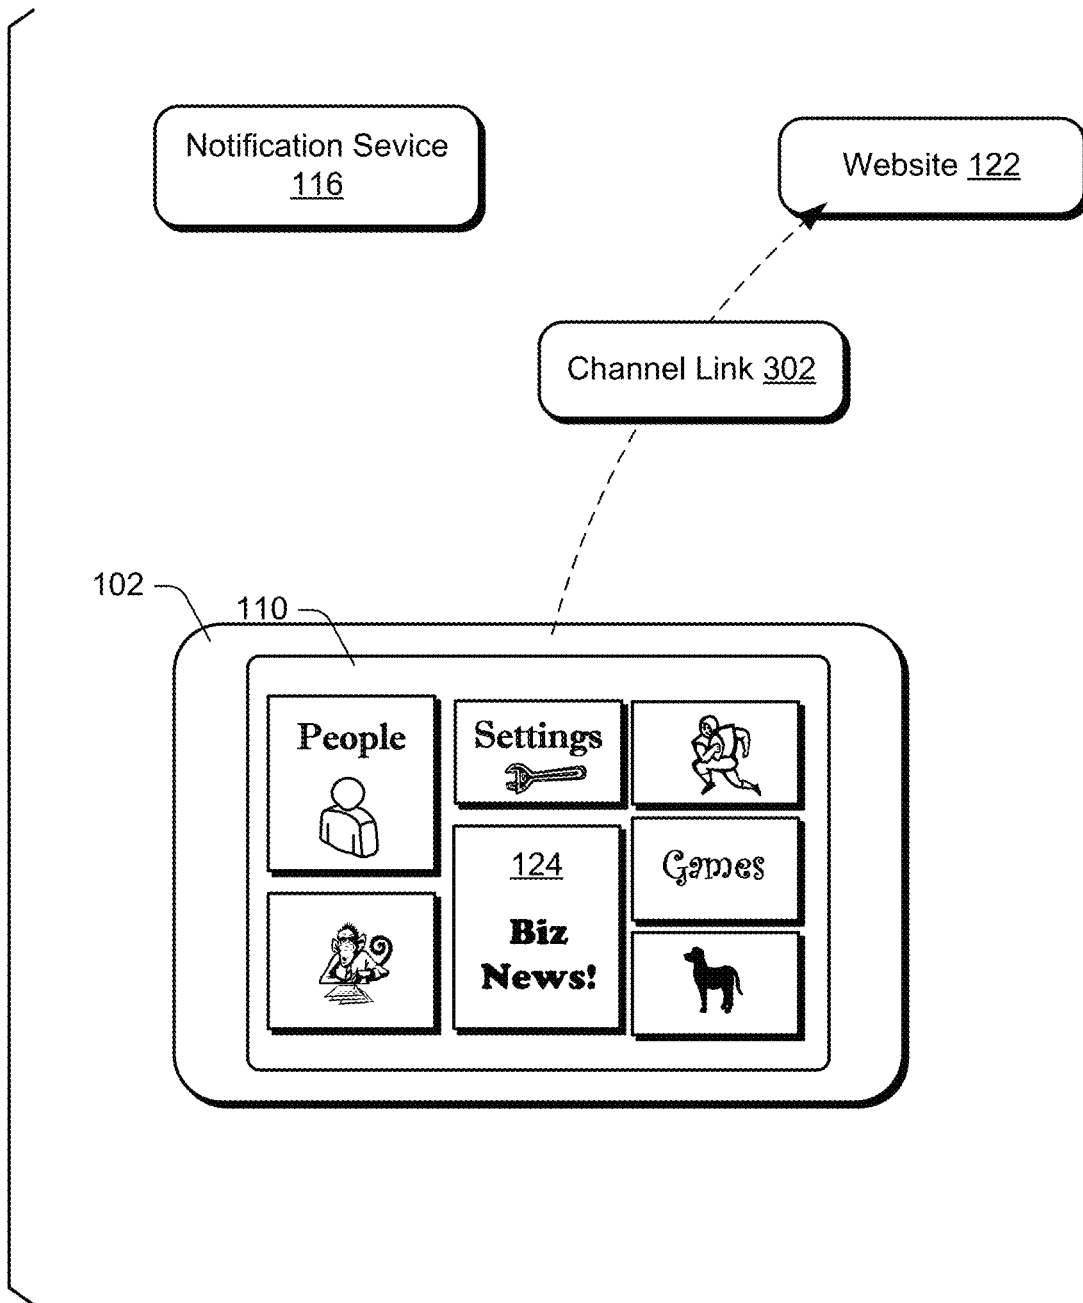 Notification Sevice
116
Website 122
Channel Link 302
102
110
People
Settings
124
Biz
News!
Games